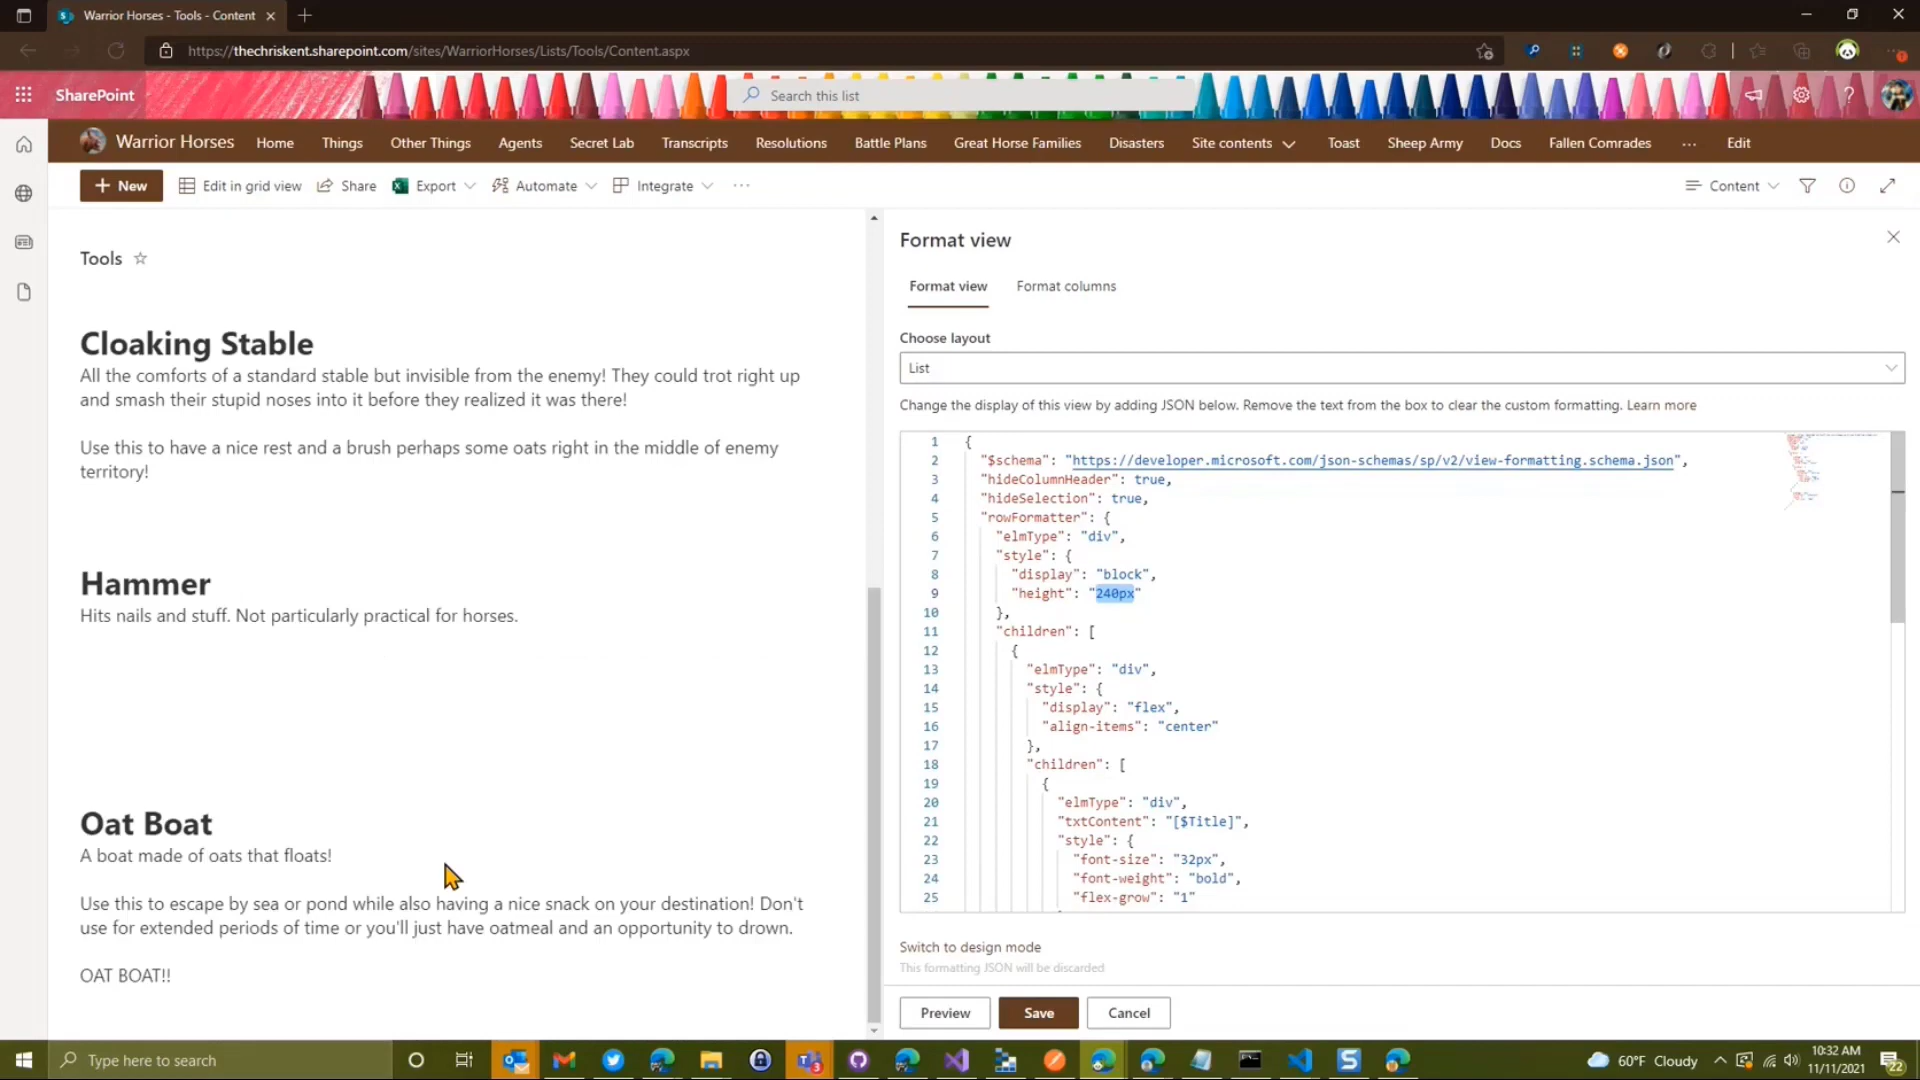 Warrior Horses - Tools - Content
https://thechriskent.sharepoint.com/sites/WarriorHorses/Lists/Tools/Content.aspx
SharePoint
Search this list
Warrior Horses
Home
Things
Other Things
Agents
Secret Lab
Transcripts
Resolutions
Battle Plans
Great Horse Families
Disasters
Site contents
Toast
Sheep Army
Docs
Fallen Comrades
...
Edit
+ New
Edit in grid view
Share
Export
Automate
Integrate
...
Content
Tools
Cloaking Stable
All the comforts of a standard stable but invisible from the enemy! They could trot right up
and smash their stupid noses into it before they realized it was there!
Use this to have a nice rest and a brush perhaps some oats right in the middle of enemy
territory!
Hammer
Hits nails and stuff. Not particularly practical for horses.
Oat Boat
A boat made of oats that floats!
Use this to escape by sea or pond while also having a nice snack on your destination! Don't
use for extended periods of time or you'll just have oatmeal and an opportunity to drown.
OAT BOAT!!
Format view
Format view
Format columns
Choose layout
List
Change the display of this view by adding JSON below. Remove the text from the box to clear the custom formatting. Learn more
1 {
2 "$schema": "https://developer.microsoft.com/json-schemas/sp/v2/view-formatting.schema.json",
3 "hideColumnHeader": true,
4 "hideSelection": true,
5 "rowFormatter": {
6 "elmType": "div",
7 "style": {
8 "display": "block",
9 "height": "240px"
10 },
11 "children": [
12 {
13 "elmType": "div",
14 "style": {
15 "display": "flex",
16 "align-items": "center"
17 },
18 "children": [
19 {
20 "elmType": "div",
21 "txtContent": "[$Title]",
22 "style": {
23 "font-size": "32px",
24 "font-weight": "bold",
25 "flex-grow": "1"
Switch to design mode
This formatting JSON will be discarded
Preview
Save
Cancel
Type here to search
3
60°F Cloudy
10:32 AM
11/11/2021
22